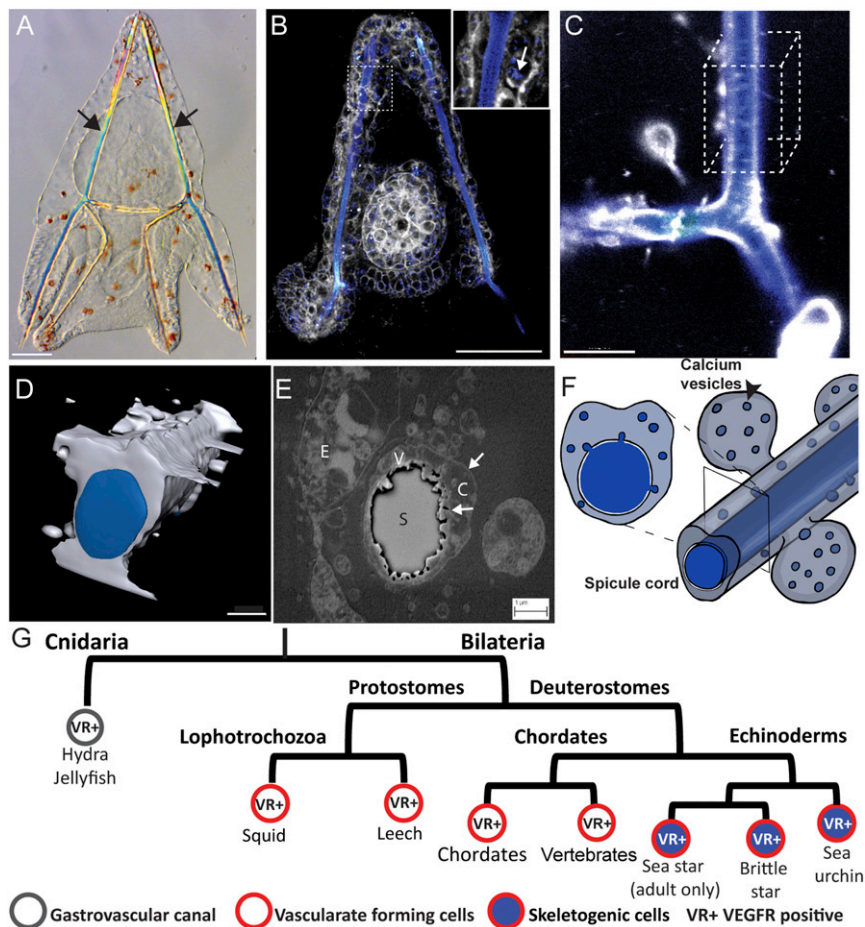 A
B
C
D
E
E
V
C
S
1 µm
F
Calcium
vesicles
Spicule cord
G
Cnidaria
Bilateria
Protostomes
Deuterostomes
Lophotrochozoa
Chordates
Echinoderms
VR+
Hydra
Jellyfish
VR+
Squid
VR+
Leech
VR+
Chordates
VR+
Vertebrates
VR+
Sea star
(adult only)
VR+
Brittle
star
VR+
Sea
urchin
Gastrovascular canal
Vascularate forming cells
Skeletogenic cells
VR+ VEGFR positive